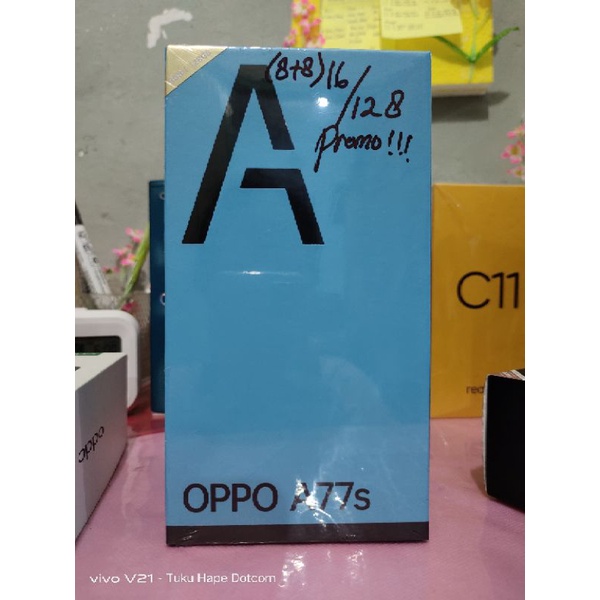 (8+8) 16/128
Promo!!!
A
OPPO A77s
C11
oppo
vivo V21 - Tuku Hape Dotcom